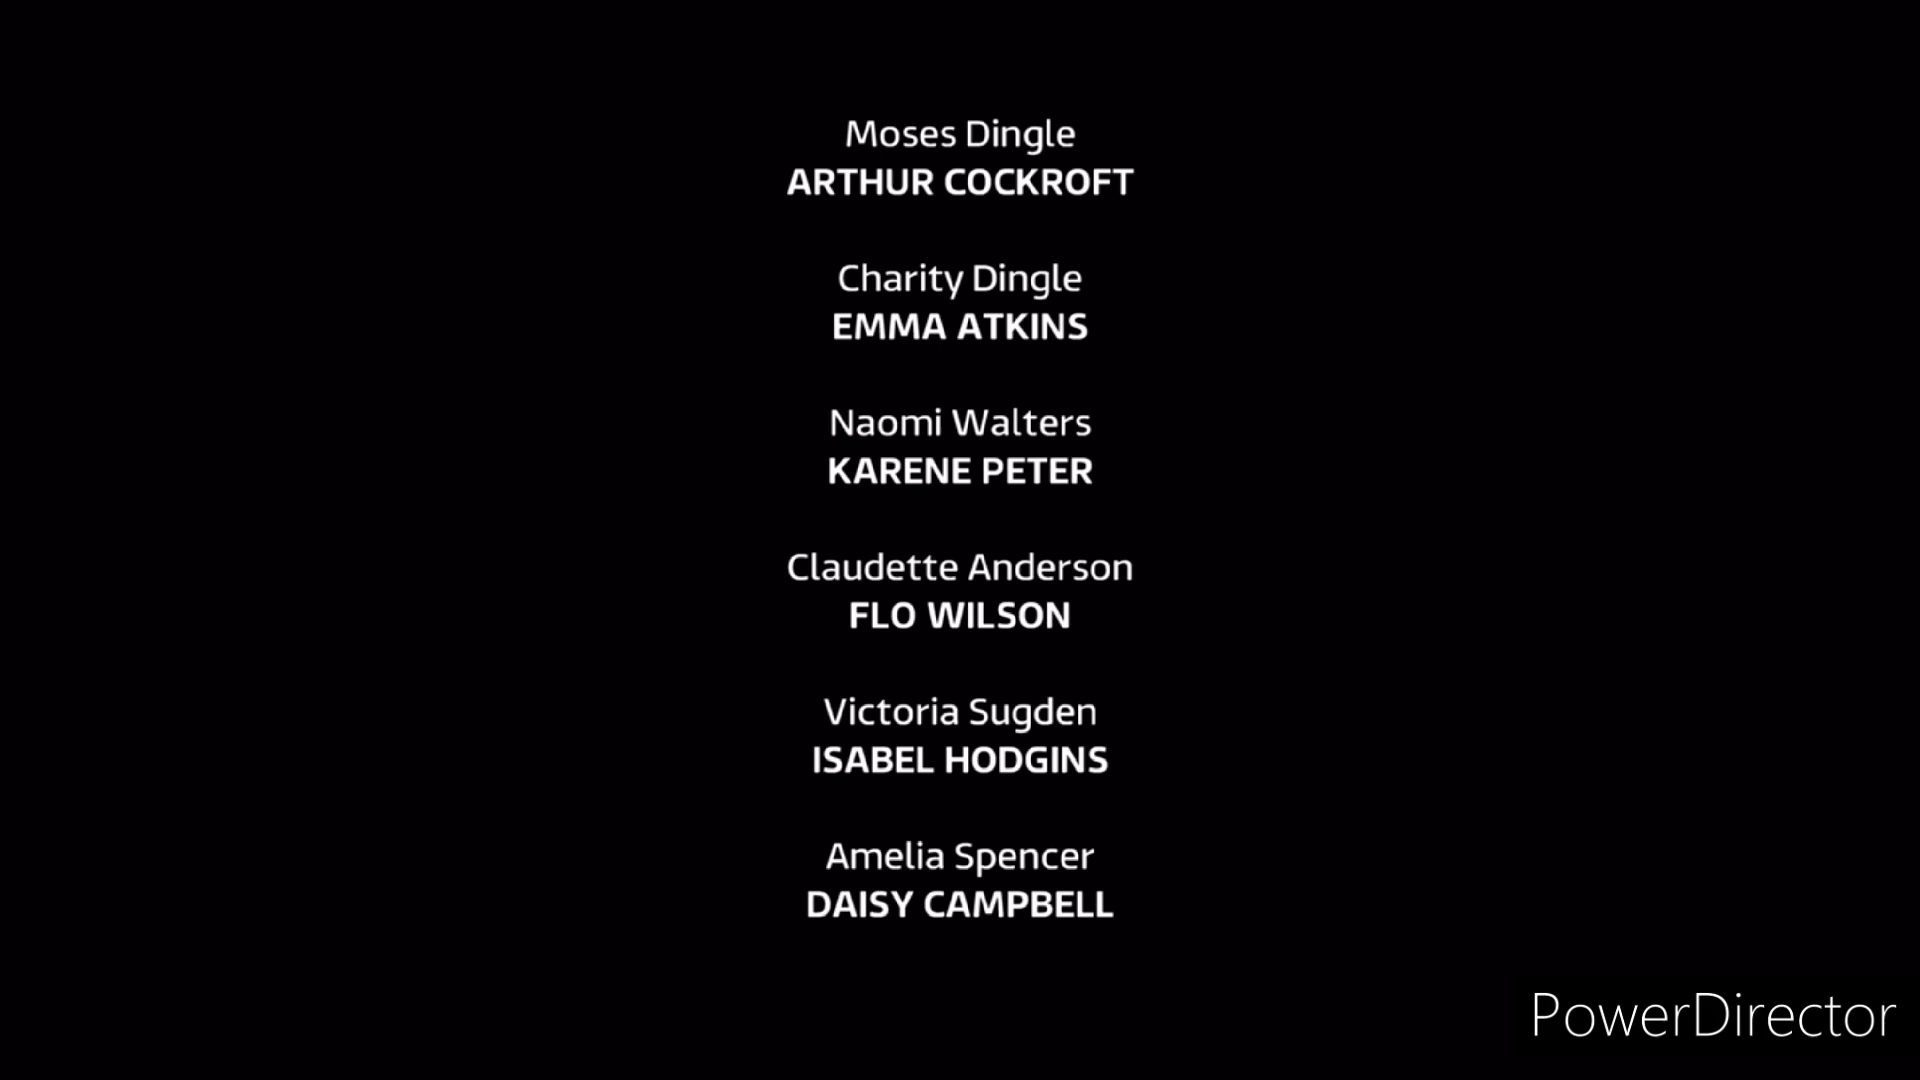 Moses Dingle
ARTHUR COCKROFT
Charity Dingle
EMMA ATKINS
Naomi Walters
KARENE PETER
Claudette Anderson
FLO WILSON
Victoria Sugden
ISABEL HODGINS
Amelia Spencer
DAISY CAMPBELL
PowerDirector